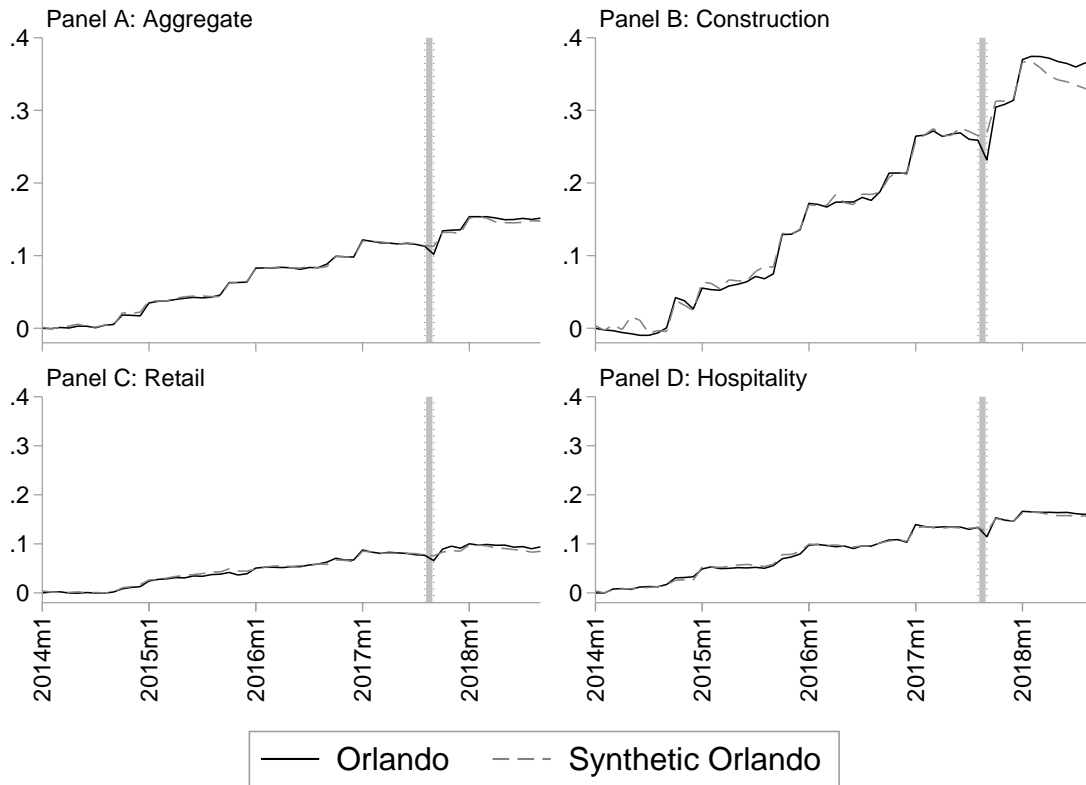 Panel A: Aggregate
.4
.3
.2
.1
0
Panel B: Construction
.4
.3
.2
.1
0
Panel C: Retail
.4
.3
.2
.1
0
2014m1
2015m1
2016m1
2017m1
2018m1
Panel D: Hospitality
.4
.3
.2
.1
0
2014m1
2015m1
2016m1
2017m1
2018m1
Orlando Synthetic Orlando